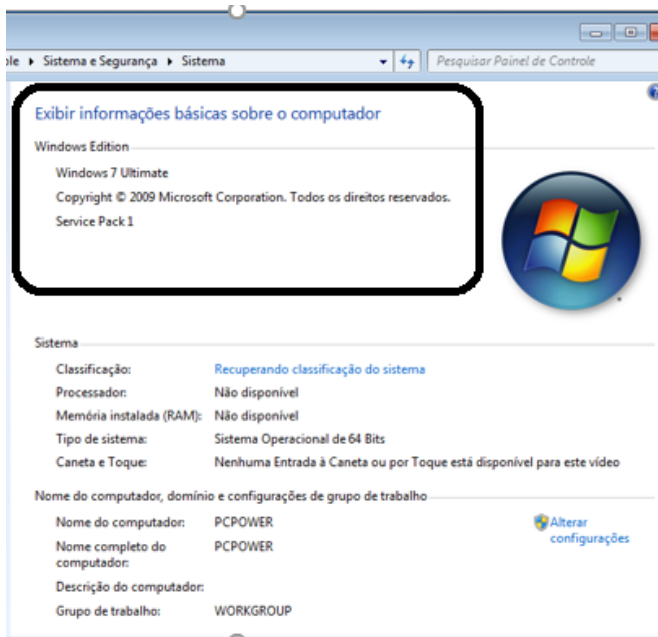 ole ▸ Sistema e Segurança ▸ Sistema
Pesquisar Painel de Controle
Exibir informações básicas sobre o computador
Windows Edition
Windows 7 Ultimate
Copyright © 2009 Microsoft Corporation. Todos os direitos reservados.
Service Pack 1
Sistema
Classificação: Recuperando classificação do sistema
Processador: Não disponível
Memória instalada (RAM): Não disponível
Tipo de sistema: Sistema Operacional de 64 Bits
Caneta e Toque: Nenhuma Entrada à Caneta ou por Toque está disponível para este vídeo
Nome do computador, domínio e configurações de grupo de trabalho
Nome do computador: PCPOWER
Alterar
configurações
Nome completo do
computador: PCPOWER
Descrição do computador:
Grupo de trabalho: WORKGROUP